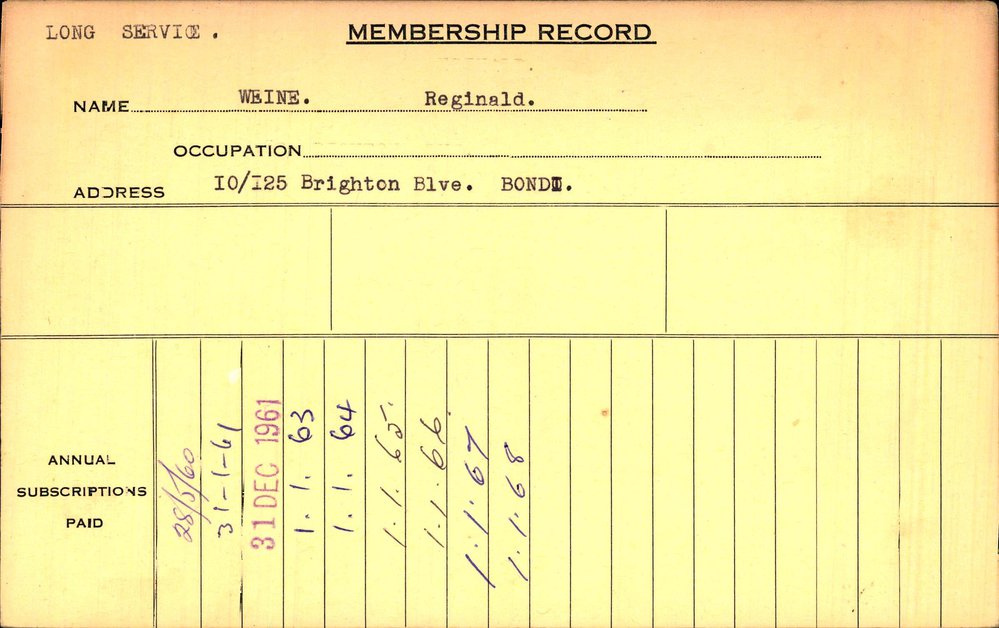 LONG SERVICE.
MEMBERSHIP RECORD
NAME WEINE. Reginald.
OCCUPATION
ADDRESS 10/125 Brighton Blve. BONDI.
ANNUAL
SUBSCRIPTIONS
PAID
28/5/60
31-1-61
31 DEC 1961
1.1.63
1.1.64
1.1.65
1.1.66
1.1.67
1.1.68